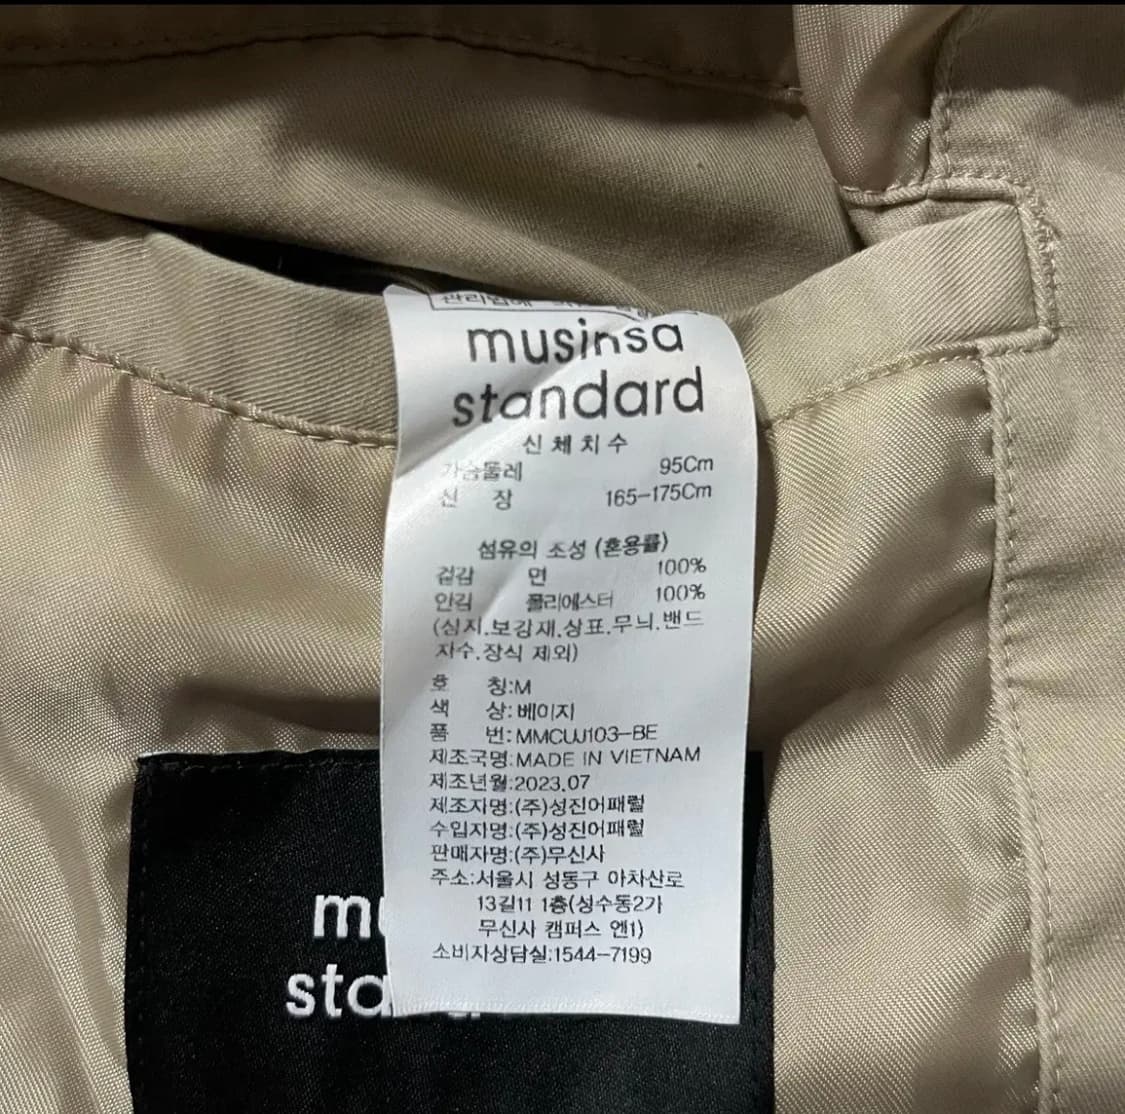 musinsa
standard
신체치수
가슴둘레 95Cm
신 장 165-175Cm
섬유의 조성 (혼용률)
겉감 면 100%
안감 폴리에스터 100%
(심지.보강재.상표.무늬.밴드
자수.장식 제외)
호 칭:M
색 상:베이지
품 번:MMCUJ103-BE
제조국명:MADE IN VIETNAM
제조년월:2023.07
제조자명:(주)성진어패럴
수입자명:(주)성진어패럴
판매자명:(주)무신사
주소:서울시 성동구 아차산로
13길11 1층(성수동2가
무신사 캠퍼스 엔1)
소비자상담실:1544-7199
mu
sta